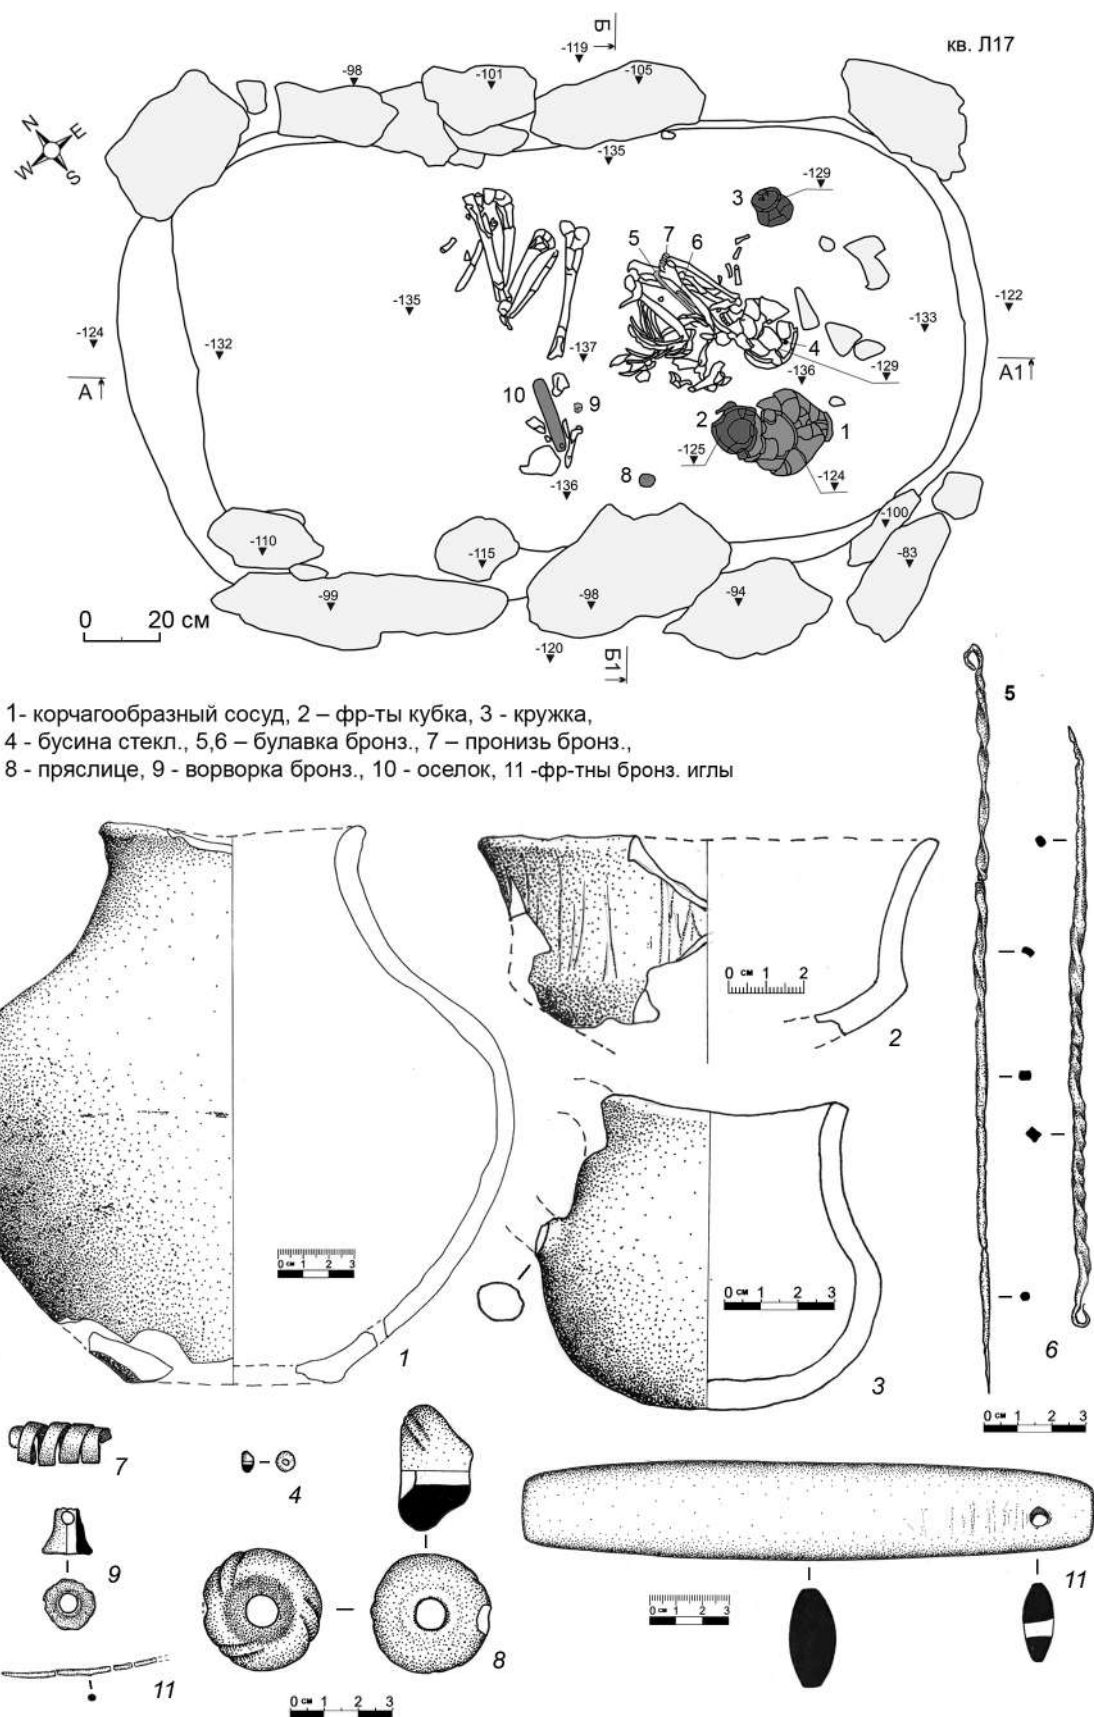 Б
кв. Л17
-119
-98
-101
-105
N
E
W
S
-135
3
-129
5
7
6
-135
-124
-132
-137
-133
-122
4
-129
-136
А
А1
10
9
2
1
-125
-124
8
-136
-110
-115
-100
-83
-99
-98
-94
0 20 см
-120
Б1
1- корчагообразный сосуд, 2 – фр-ты кубка, 3 - кружка,
4 - бусина стекл., 5,6 – булавка бронз., 7 – пронизь бронз.,
8 - пряслице, 9 - ворворка бронз., 10 - оселок, 11 -фр-тны бронз. иглы
5
0 см 1 2
2
0 см 1 2 3
1
0 см 1 2 3
3
6
0 см 1 2 3
7
4
9
11
8
0 см 1 2 3
11
0 см 1 2 3